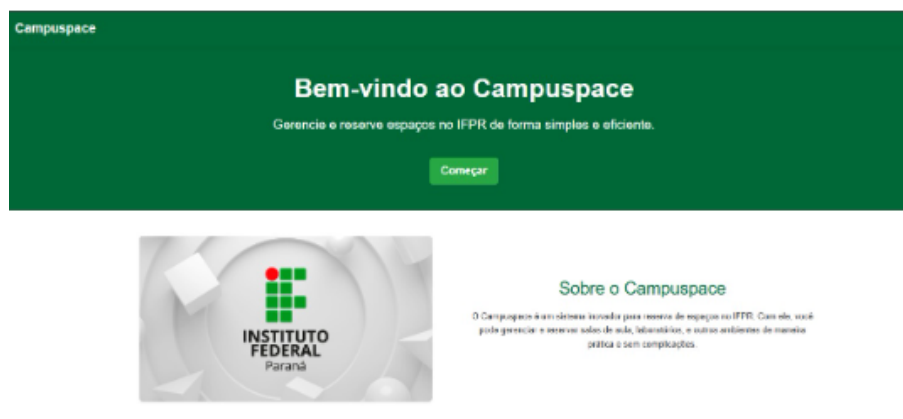 Campuspace
Bem-vindo ao Campuspace
Gerencie e reserve espaços no IFPR de forma simples e eficiente.
Começar
INSTITUTO
FEDERAL
Paraná
Sobre o Campuspace
O Campuspace é um sistema inovador para reserva de espaços no IFPR. Com ele, você
pode gerenciar e reservar salas de aula, laboratórios, e outros ambientes de maneira
prática e sem complicações.